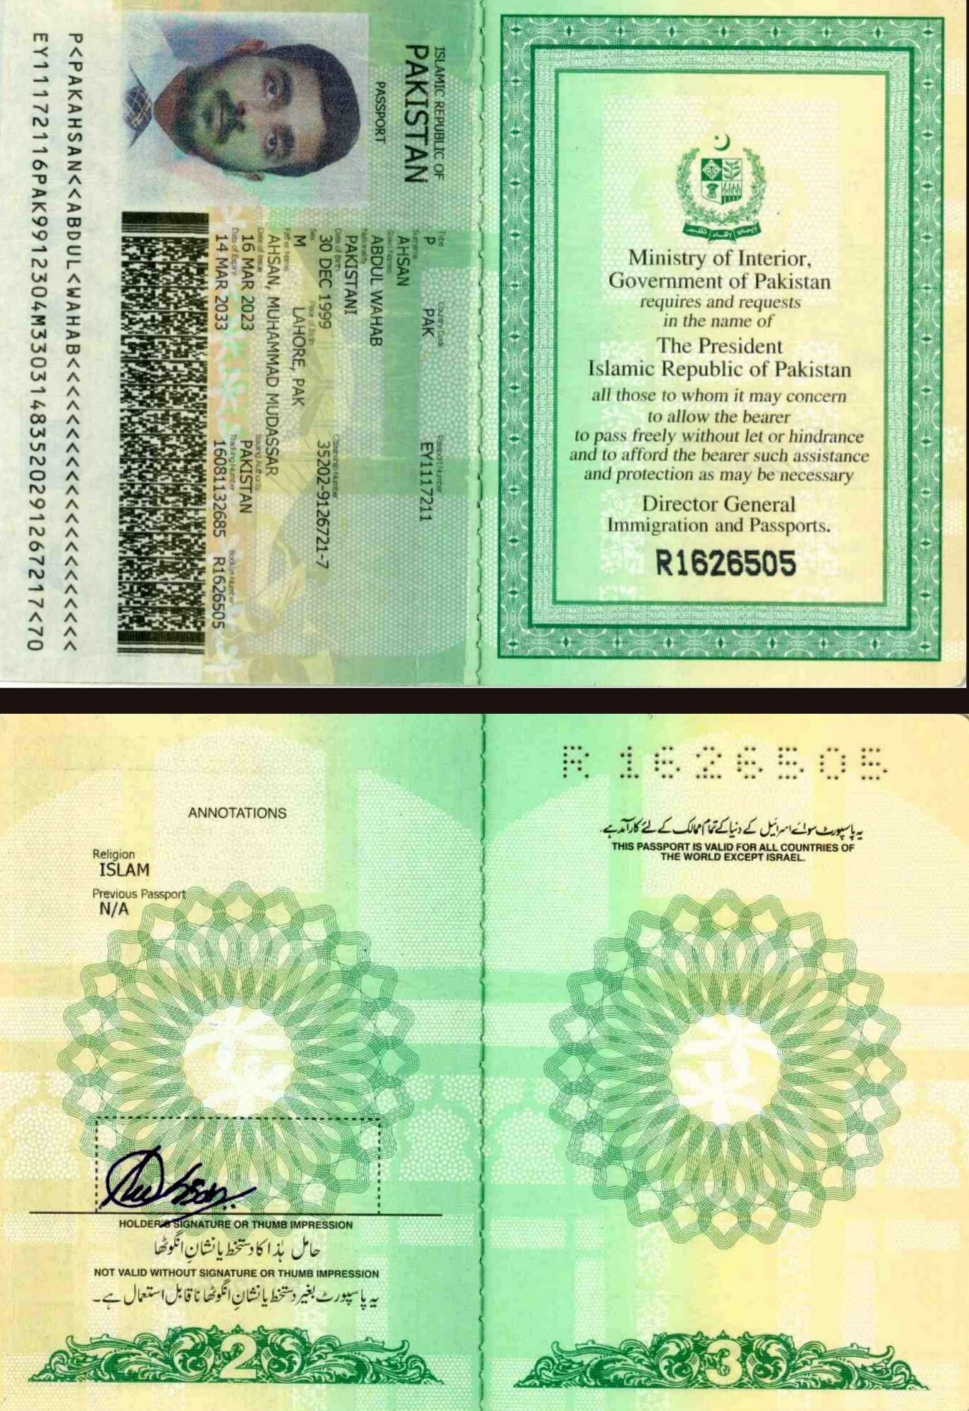 ISLAMIC REPUBLIC OF
PAKISTAN
PASSPORT
Type
P
Country Code
PAK
Passport Number
EY1117211
Surname
AHSAN
Given Names
ABDUL WAHAB
Nationality
PAKISTANI
Date of Birth
30 DEC 1999
Citizenship Number
35202-9126721-7
Sex
M
Place of Birth
LAHORE, PAK
Father Name
AHSAN, MUHAMMAD MUDASSAR
Date of Issue
16 MAR 2023
Issuing Authority
PAKISTAN
Date of Expiry
14 MAR 2033
Tracking Number
16081132685
Booklet Number
R1626505
P<PAKAHSAN<<ABDUL<WAHAB<<<<<<<<<<<<<<<<<<<<<
EY11172116PAK9912304M33031483520291267217<70
Ministry of Interior,
Government of Pakistan
requires and requests
in the name of
The President
Islamic Republic of Pakistan
all those to whom it may concern
to allow the bearer
to pass freely without let or hindrance
and to afford the bearer such assistance
and protection as may be necessary
Director General
Immigration and Passports.
R1626505
ANNOTATIONS
Religion
ISLAM
Previous Passport
N/A
HOLDER'S SIGNATURE OR THUMB IMPRESSION
حامل ہٰذا کا دستخط یا نشان انگوٹھا
NOT VALID WITHOUT SIGNATURE OR THUMB IMPRESSION
یہ پاسپورٹ بغیر دستخط یا نشان انگوٹھا ناقابل استعمال ہے۔
2
R1626505
یہ پاسپورٹ سوائے اسرائیل کے دنیا کے تمام ممالک کے لئے کارآمد ہے۔
THIS PASSPORT IS VALID FOR ALL COUNTRIES OF
THE WORLD EXCEPT ISRAEL.
3